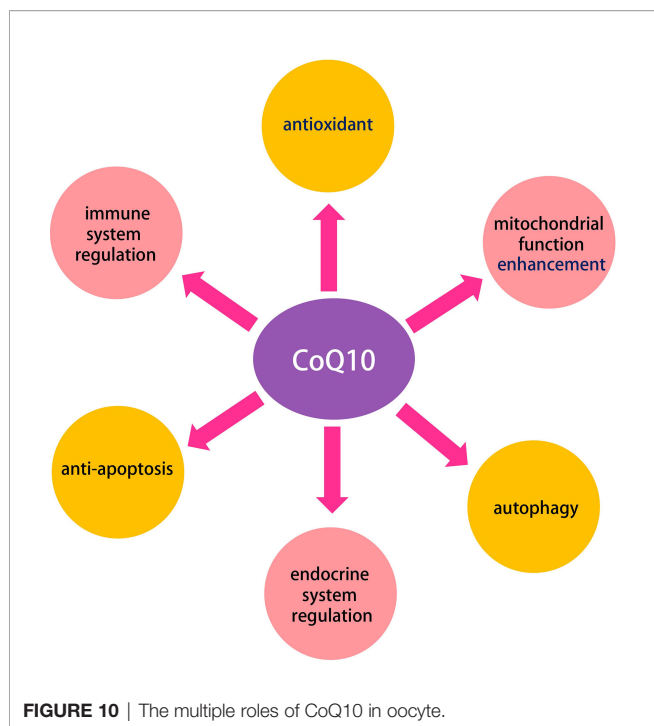 antioxidant
immune
system
regulation
mitochondrial
function
enhancement
CoQ10
anti-apoptosis
autophagy
endocrine
system
regulation
FIGURE 10 | The multiple roles of CoQ10 in oocyte.